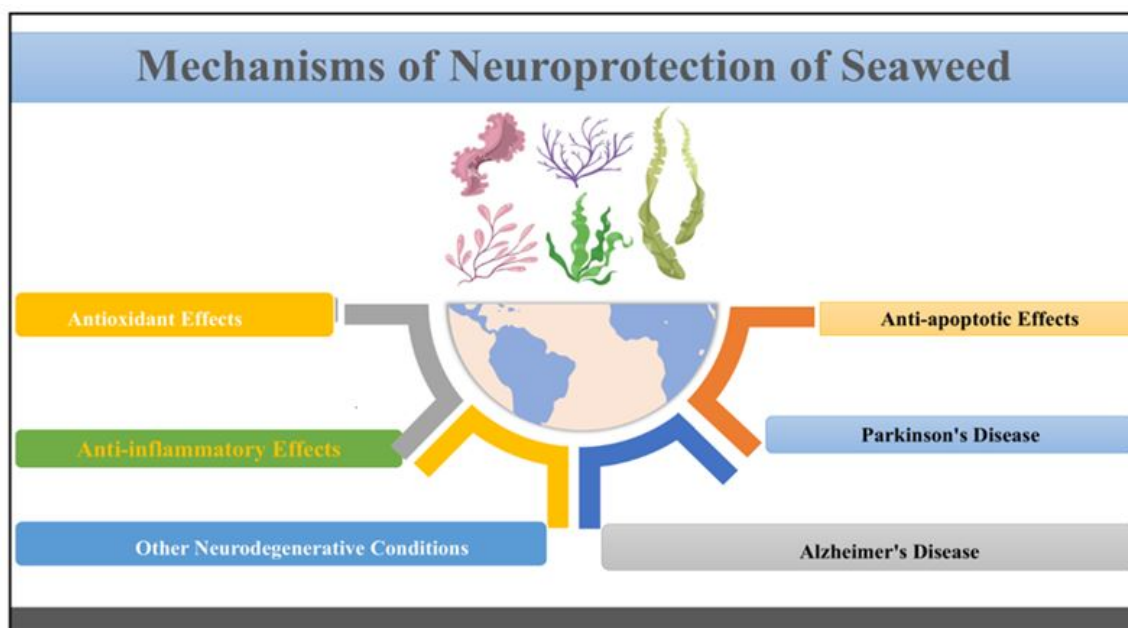 Mechanisms of Neuroprotection of Seaweed
Antioxidant Effects
Anti-apoptotic Effects
Anti-inflammatory Effects
Parkinson's Disease
Other Neurodegenerative Conditions
Alzheimer's Disease